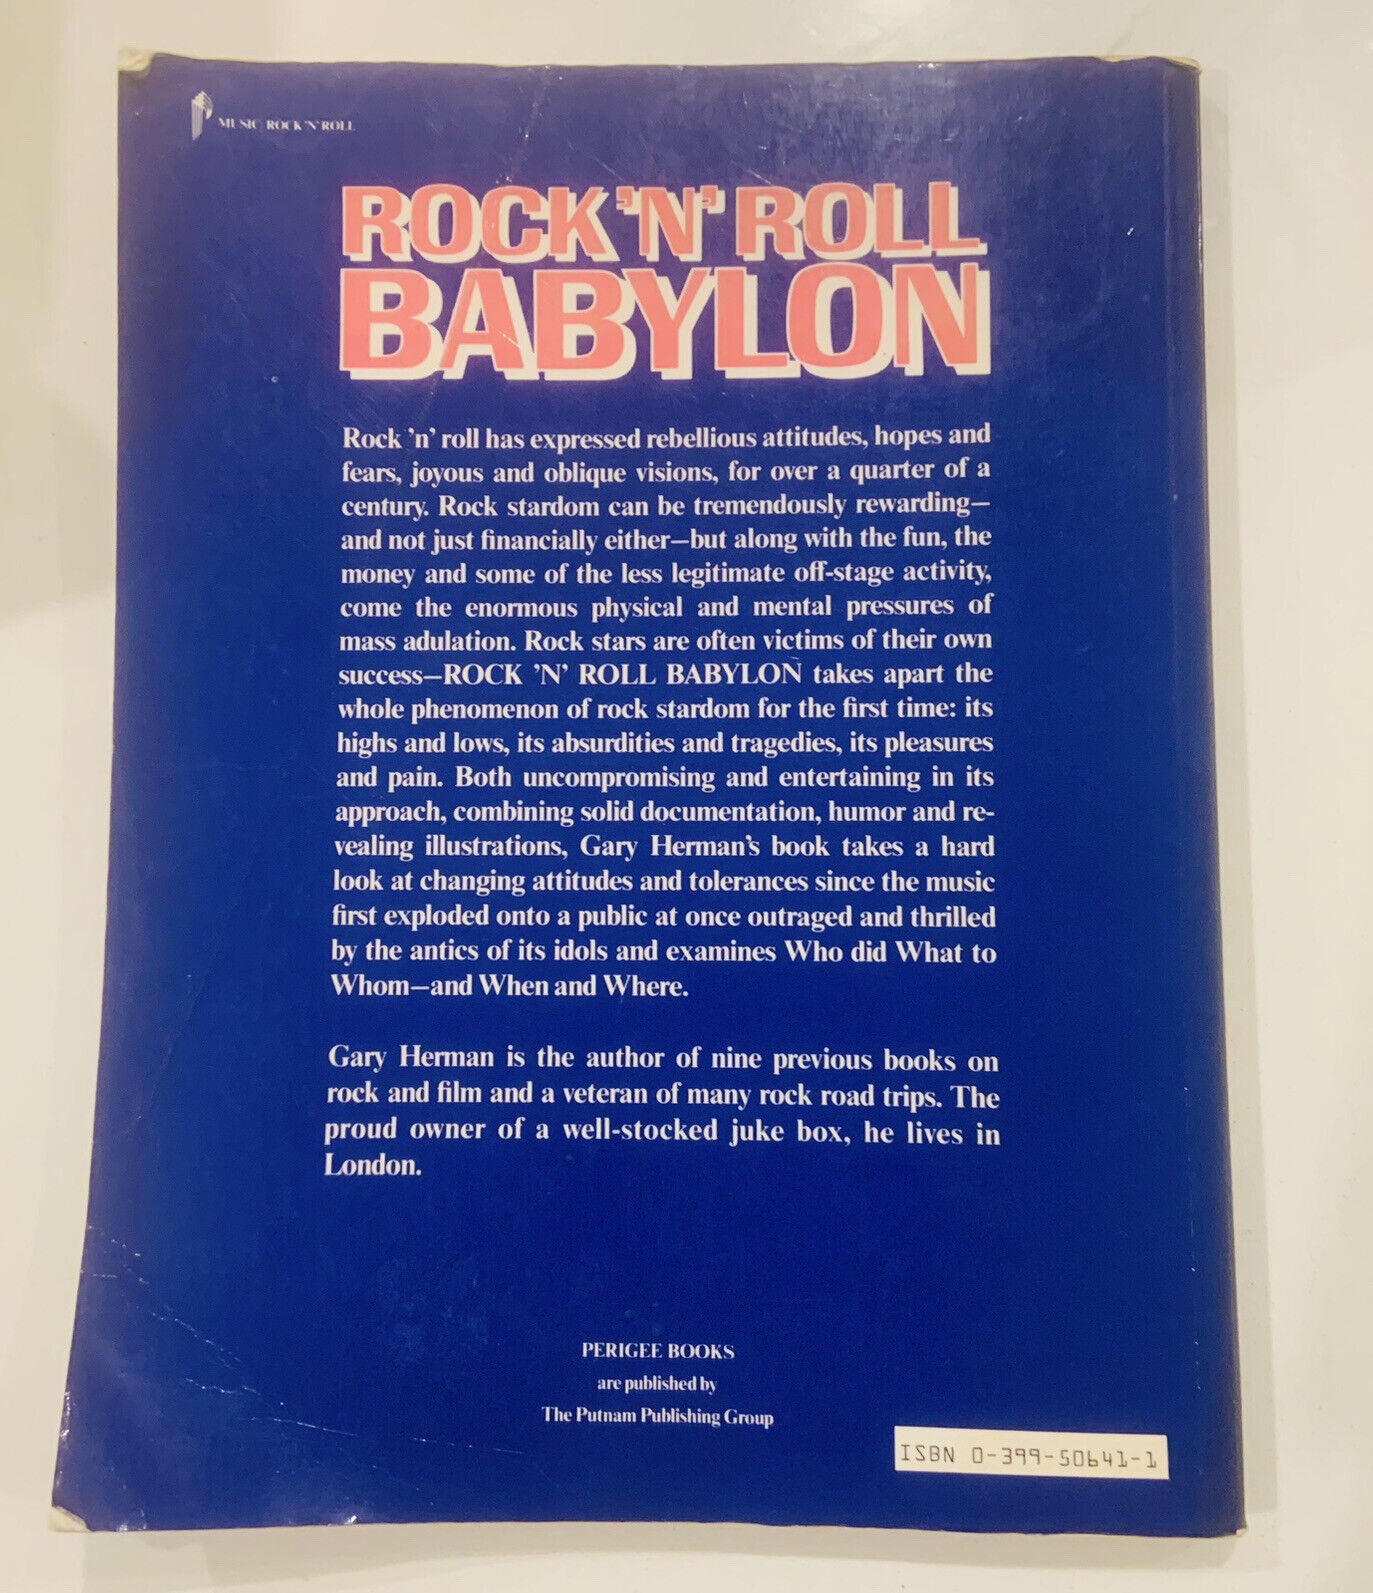 MUSIC/ROCK 'N' ROLL
ROCK 'N' ROLL
BABYLON
Rock 'n' roll has expressed rebellious attitudes, hopes and
fears, joyous and oblique visions, for over a quarter of a
century. Rock stardom can be tremendously rewarding—
and not just financially either—but along with the fun, the
money and some of the less legitimate off-stage activity,
come the enormous physical and mental pressures of
mass adulation. Rock stars are often victims of their own
success—ROCK 'N' ROLL BABYLON takes apart the
whole phenomenon of rock stardom for the first time: its
highs and lows, its absurdities and tragedies, its pleasures
and pain. Both uncompromising and entertaining in its
approach, combining solid documentation, humor and re-
vealing illustrations, Gary Herman's book takes a hard
look at changing attitudes and tolerances since the music
first exploded onto a public at once outraged and thrilled
by the antics of its idols and examines Who did What to
Whom—and When and Where.
Gary Herman is the author of nine previous books on
rock and film and a veteran of many rock road trips. The
proud owner of a well-stocked juke box, he lives in
London.
PERIGEE BOOKS
are published by
The Putnam Publishing Group
ISBN 0-399-50641-1